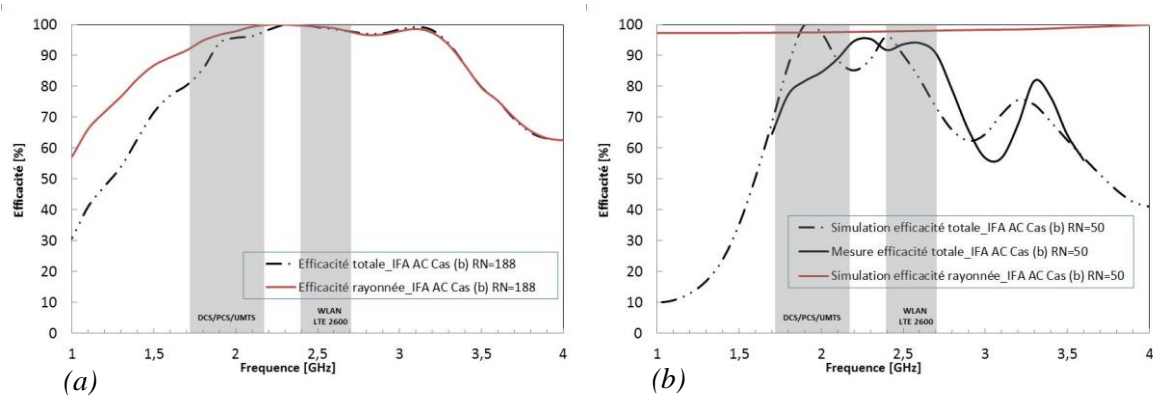 100
90
80
70
60
50
40
30
20
10
0
Efficacité [%]
Efficacité totale_IFA AC Cas (b) RN=188
Efficacité rayonnée_IFA AC Cas (b) RN=188
DCS/PCS/UMTS
WLAN
LTE 2600
1 1,5 2 2,5 3 3,5 4
Frequence [GHz]
(a)
100
90
80
70
60
50
40
30
20
10
0
Efficacité [%]
Simulation efficacité totale_IFA AC Cas (b) RN=50
Mesure efficacité totale_IFA AC Cas (b) RN=50
Simulation efficacité rayonnée_IFA AC Cas (b) RN=50
DCS/PCS/UMTS
WLAN
LTE 2600
1 1,5 2 2,5 3 3,5 4
Frequence [GHz]
(b)